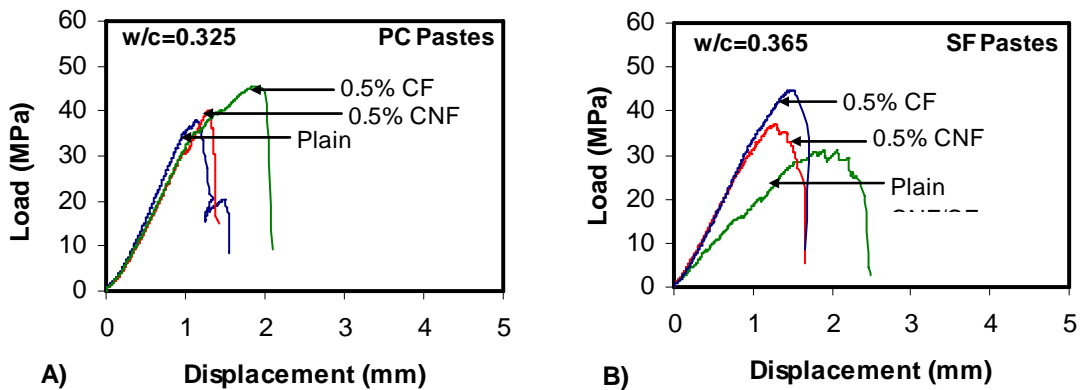 w/c=0.325 PC Pastes
60
50
40
30
20
10
0
Load (MPa)
0.5% CF
0.5% CNF
Plain
0 1 2 3 4 5
Displacement (mm)
A)
w/c=0.365 SF Pastes
60
50
40
30
20
10
0
Load (MPa)
0.5% CF
0.5% CNF
Plain
0 1 2 3 4 5
Displacement (mm)
B)